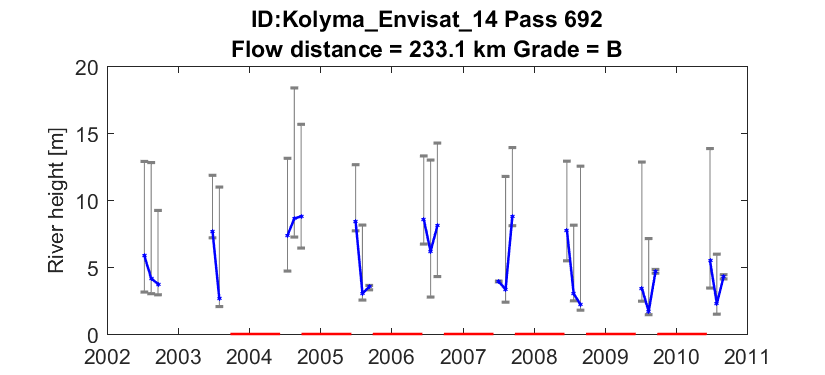 ID:Kolyma_Envisat_14 Pass 692
Flow distance = 233.1 km Grade = B
River height [m]
20
15
10
5
0
2002 2003 2004 2005 2006 2007 2008 2009 2010 2011